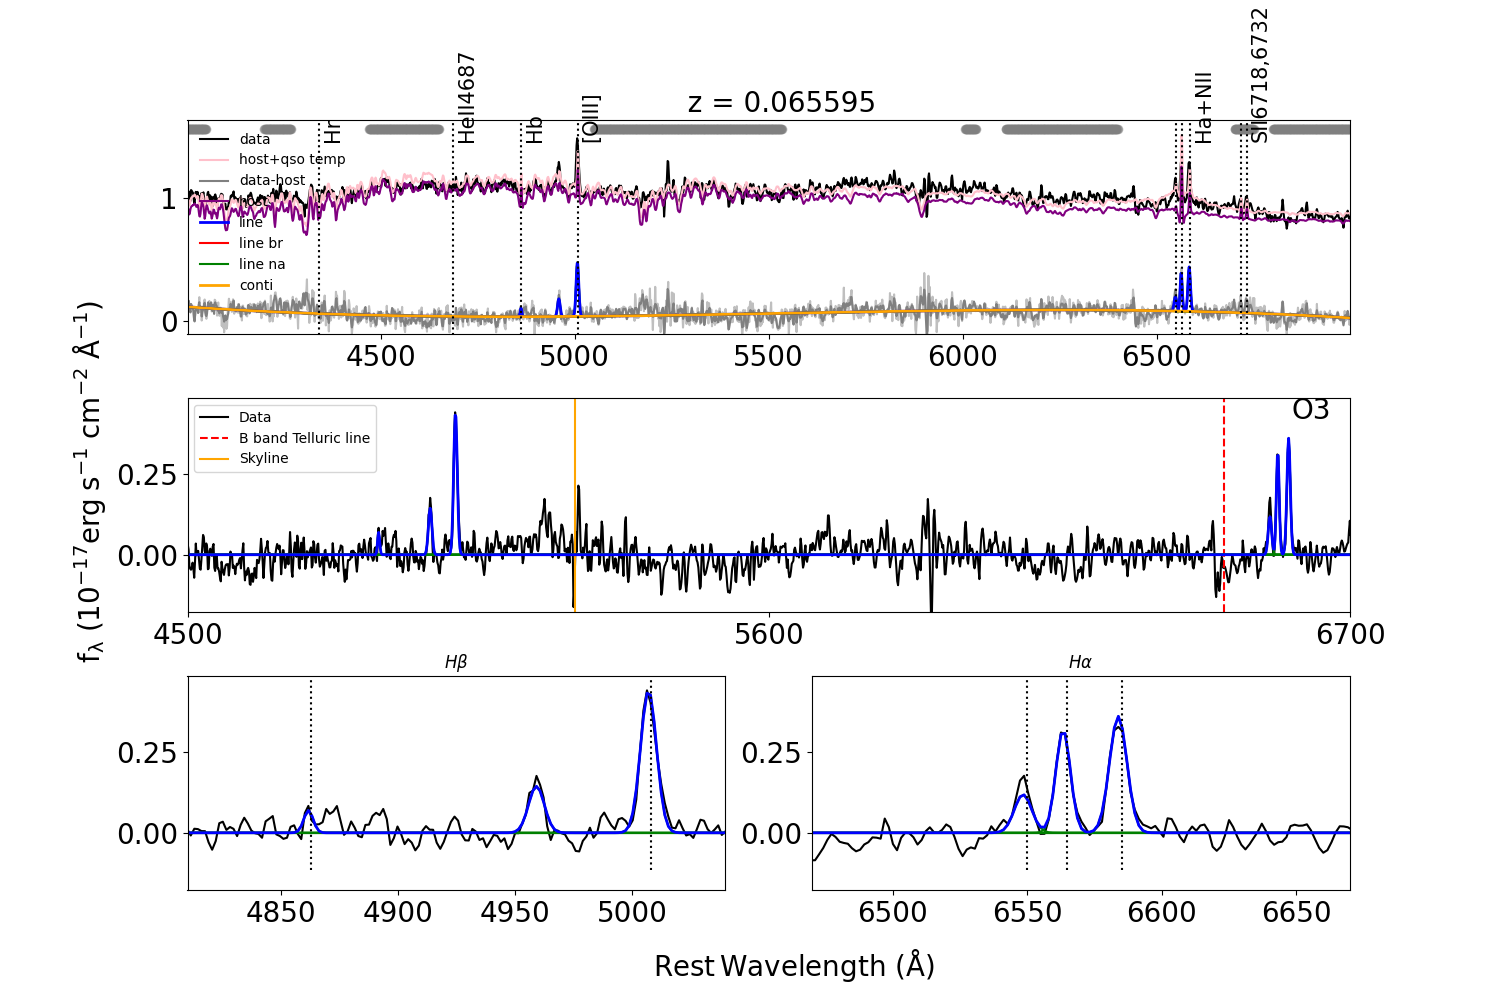 z = 0.065595
Hr
HeII4687
Hb
[OIII]
Ha+NII
SII6718,6732
data
host+qso temp
data-host
line
line br
line na
conti
1
0
4500 5000 5500 6000 6500
f_λ (10^−17 erg s^−1 cm^−2 Å^−1)
O3
Data
B band Telluric line
Skyline
0.25
0.00
4500 5600 6700
Hβ
0.25
0.00
4850 4900 4950 5000
Hα
0.25
0.00
6500 6550 6600 6650
Rest Wavelength (Å)